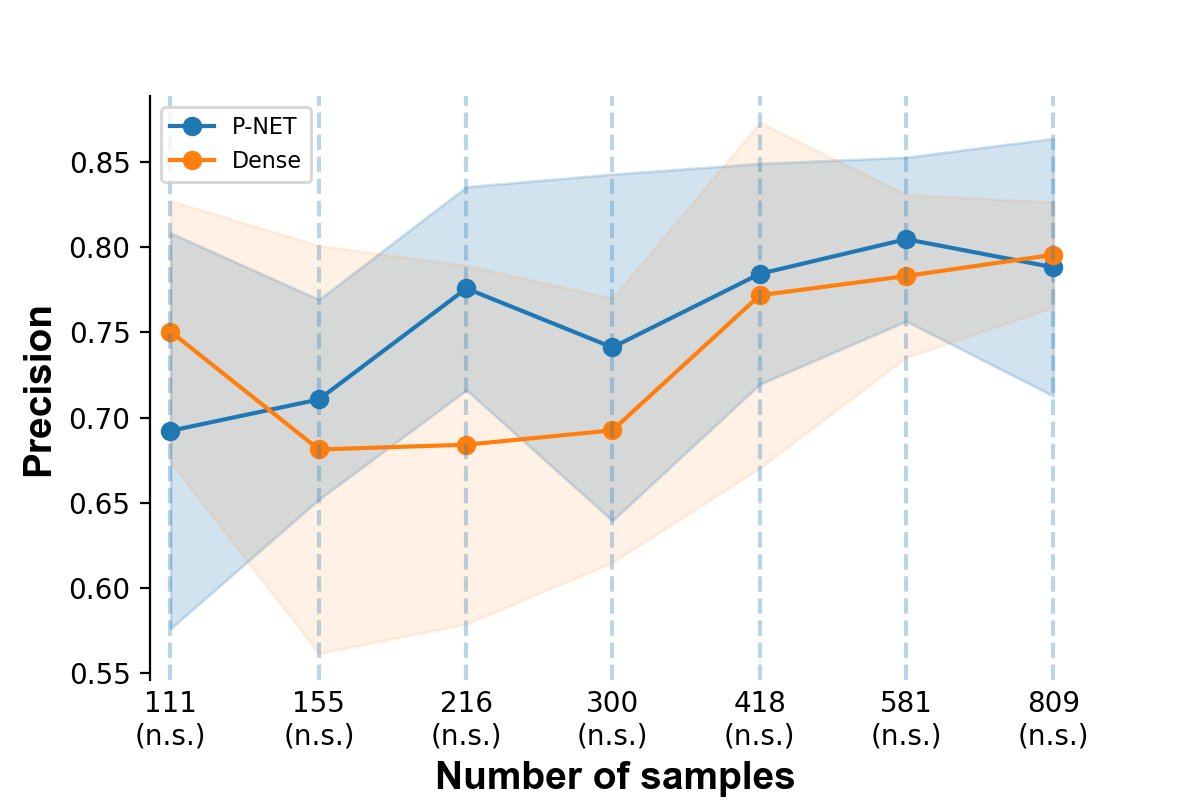 P-NET
Dense
0.85
0.80
0.75
0.70
0.65
0.60
0.55
Precision
111 155 216 300 418 581 809
(n.s.) (n.s.) (n.s.) (n.s.) (n.s.) (n.s.) (n.s.)
Number of samples